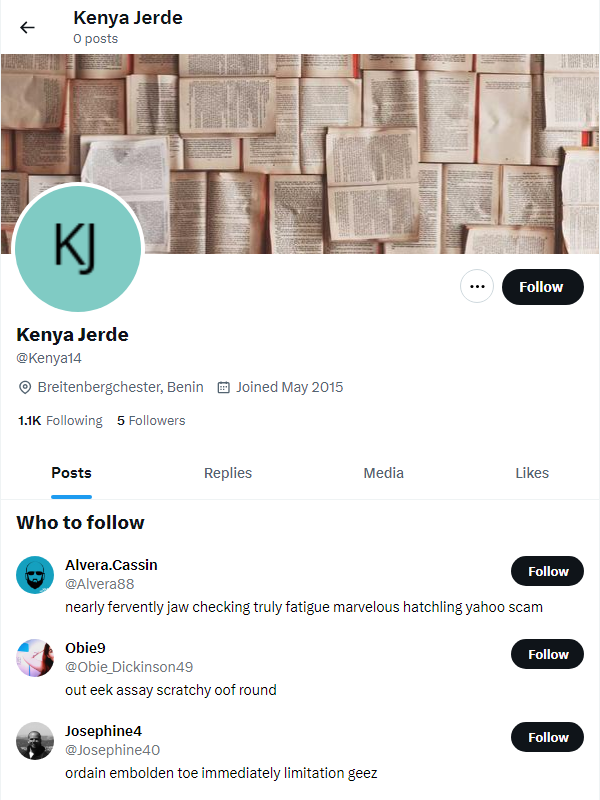 Kenya Jerde
0 posts
KJ
Follow
Kenya Jerde
@Kenya14
Breitenbergchester, Benin Joined May 2015
1.1K Following 5 Followers
Posts Replies Media Likes
Who to follow
Alvera.Cassin
@Alvera88
Follow
nearly fervently jaw checking truly fatigue marvelous hatchling yahoo scam
Obie9
@Obie_Dickinson49
Follow
out eek assay scratchy oof round
Josephine4
@Josephine40
Follow
ordain embolden toe immediately limitation geez